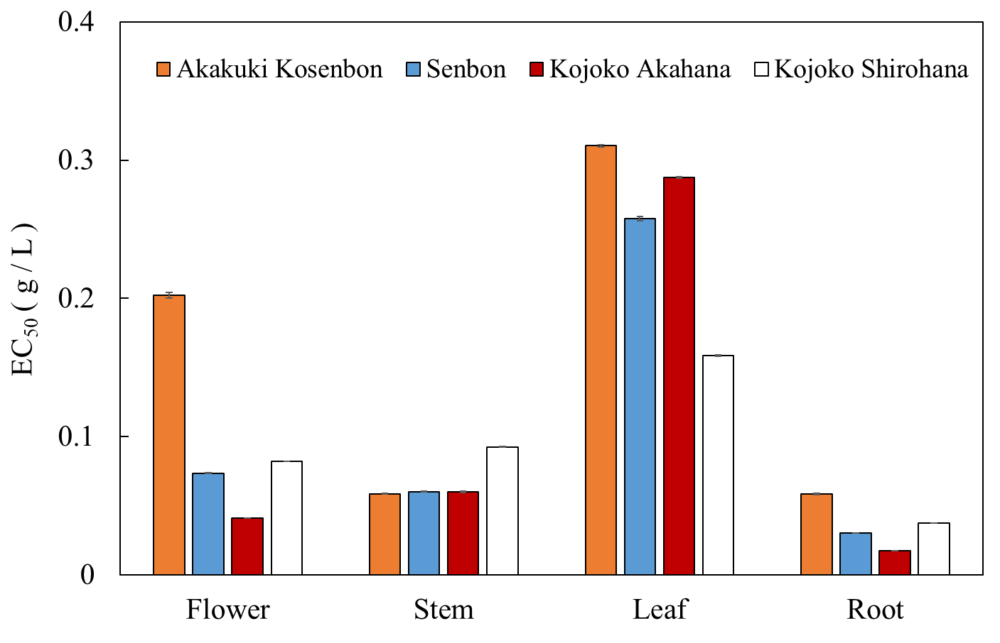 0.4
Akakuki Kosenbon Senbon Kojoko Akahana Kojoko Shirohana
0.3
0.2
0.1
0
EC50 ( g / L )
Flower Stem Leaf Root